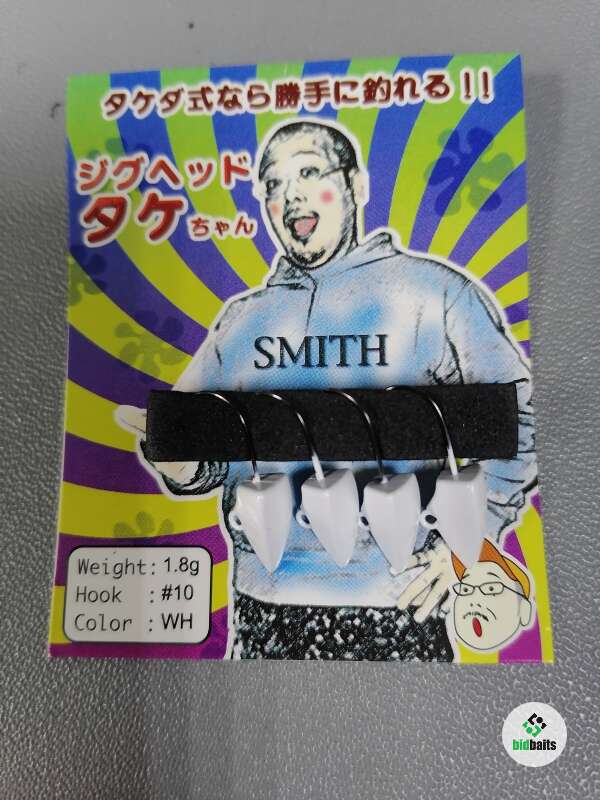 タケダ式なら勝手に釣れる!!
ジグヘッド
タケちゃん
SMITH
Weight: 1.8g
Hook : #10
Color : WH
bidbaits